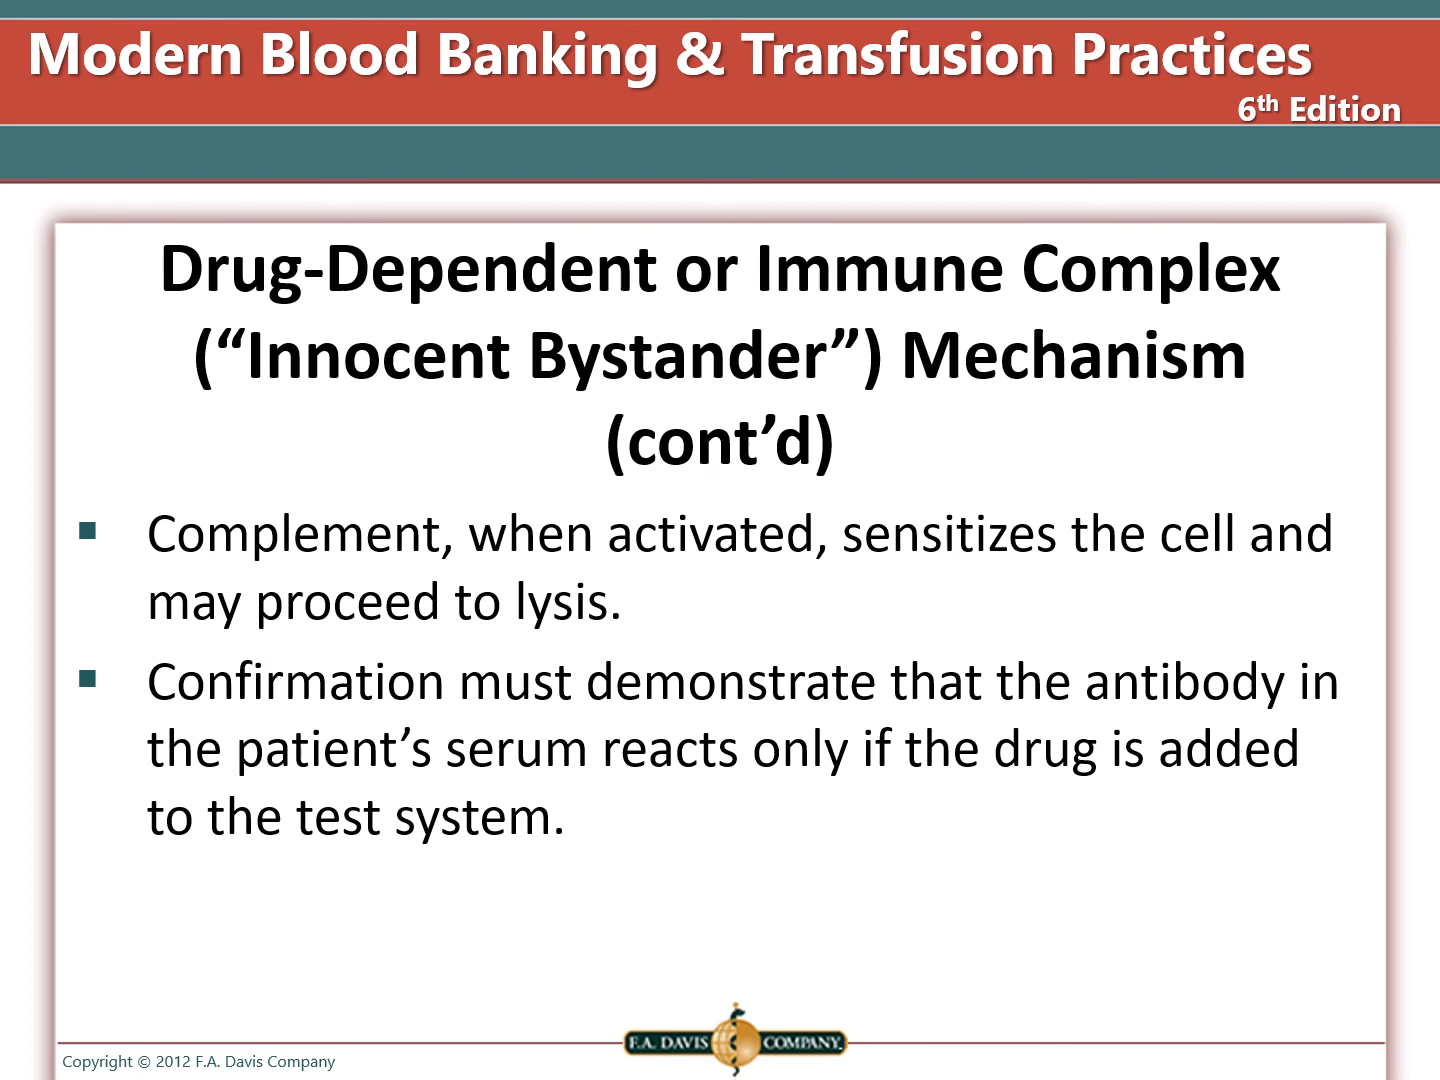 Modern Blood Banking & Transfusion Practices
6th Edition
Drug-Dependent or Immune Complex
(“Innocent Bystander”) Mechanism
(cont’d)
▪ Complement, when activated, sensitizes the cell and
may proceed to lysis.
▪ Confirmation must demonstrate that the antibody in
the patient’s serum reacts only if the drug is added
to the test system.
F.A. DAVIS COMPANY
Copyright © 2012 F.A. Davis Company